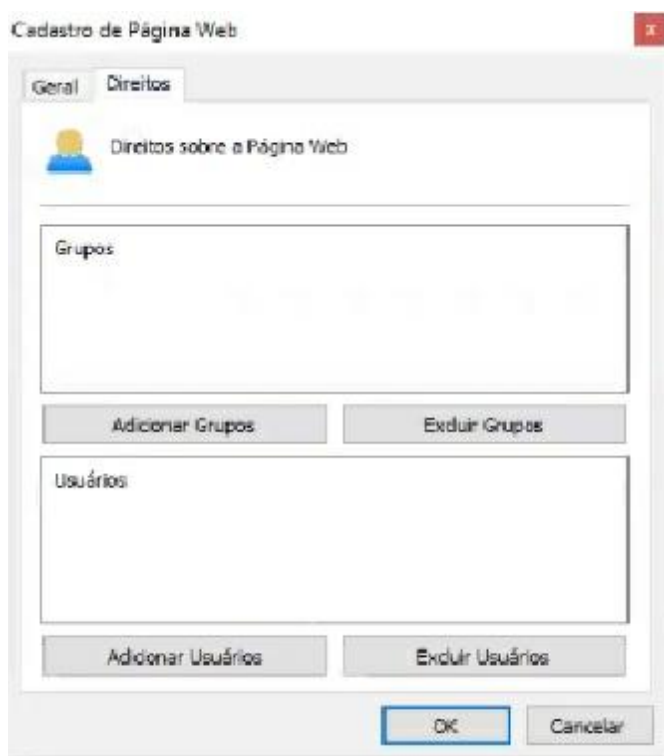 Cadastro de Página Web
x
Geral
Direitos
Direitos sobre a Página Web
Grupos
Adicionar Grupos
Excluir Grupos
Usuários
Adicionar Usuários
Excluir Usuários
OK
Cancelar